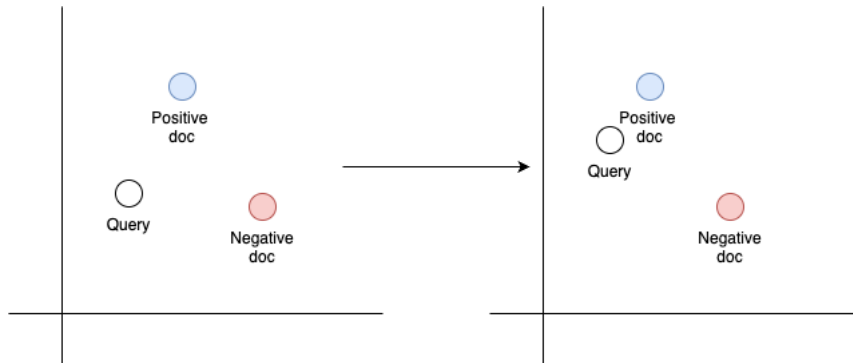 Positive
doc
Query
Negative
doc
Positive
doc
Query
Negative
doc